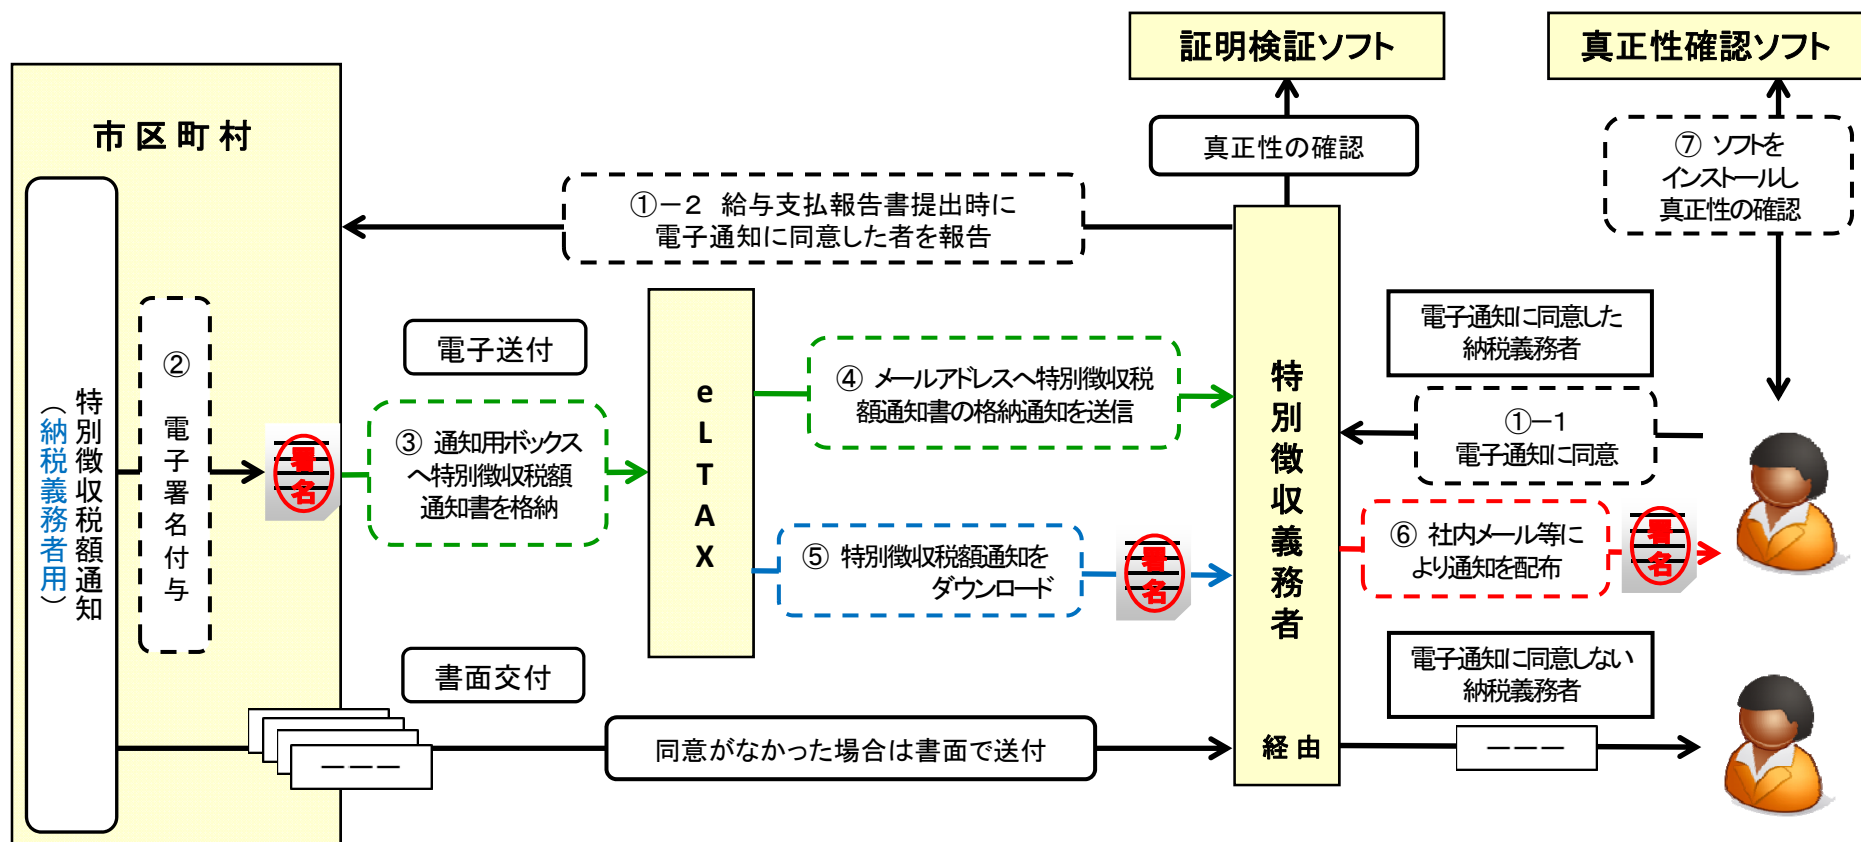 証明検証ソフト
真正性確認ソフト
市区町村
真正性の確認
⑦ ソフトを
インストールし
真正性の確認
①−2 給与支払報告書提出時に
電子通知に同意した者を報告
特別徴収税額通知
（納税義務者用）
② 電子署名付与
署名
電子送付
③ 通知用ボックス
へ特別徴収税額
通知書を格納
eLTAX
④ メールアドレスへ特別徴収税
額通知書の格納通知を送信
⑤ 特別徴収税額通知を
ダウンロード
署名
特別徴収義務者
経由
電子通知に同意した
納税義務者
①−1
電子通知に同意
⑥ 社内メール等に
より通知を配布
署名
書面交付
同意がなかった場合は書面で送付
電子通知に同意しない
納税義務者